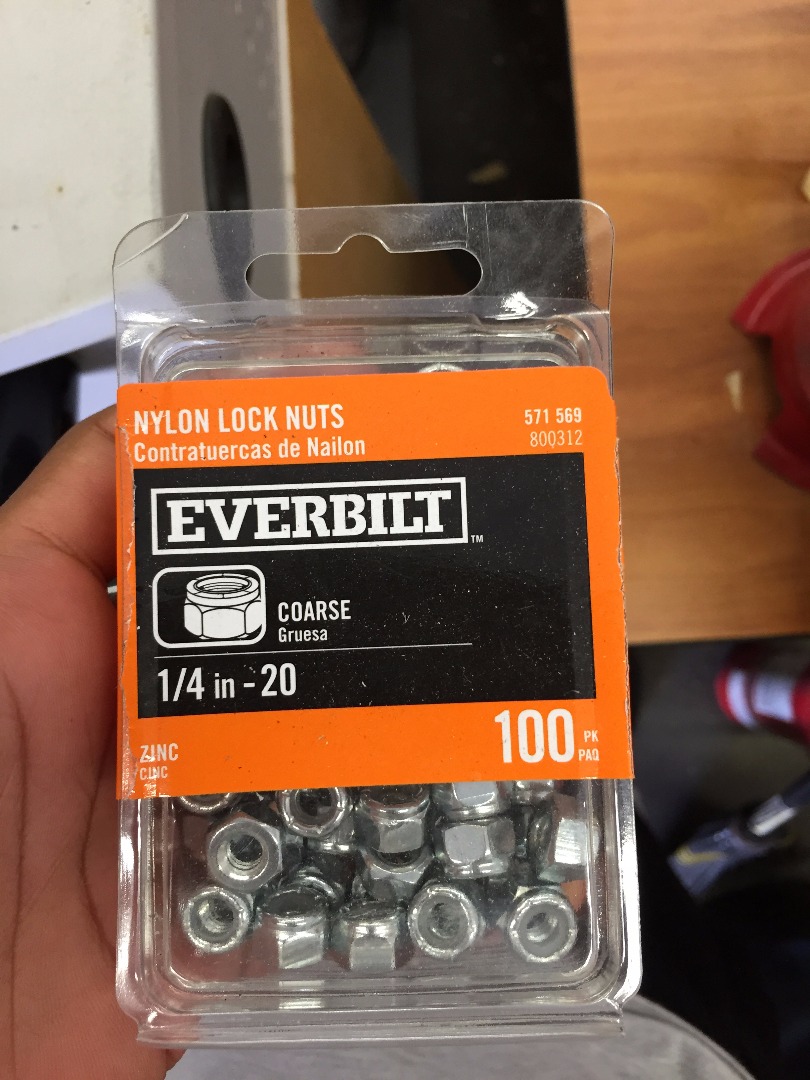 NYLON LOCK NUTS
Contratuercas de Nailon
571 569
800312
EVERBILT™
COARSE
Gruesa
1/4 in - 20
ZINC
CINC
100 PK
PAQ